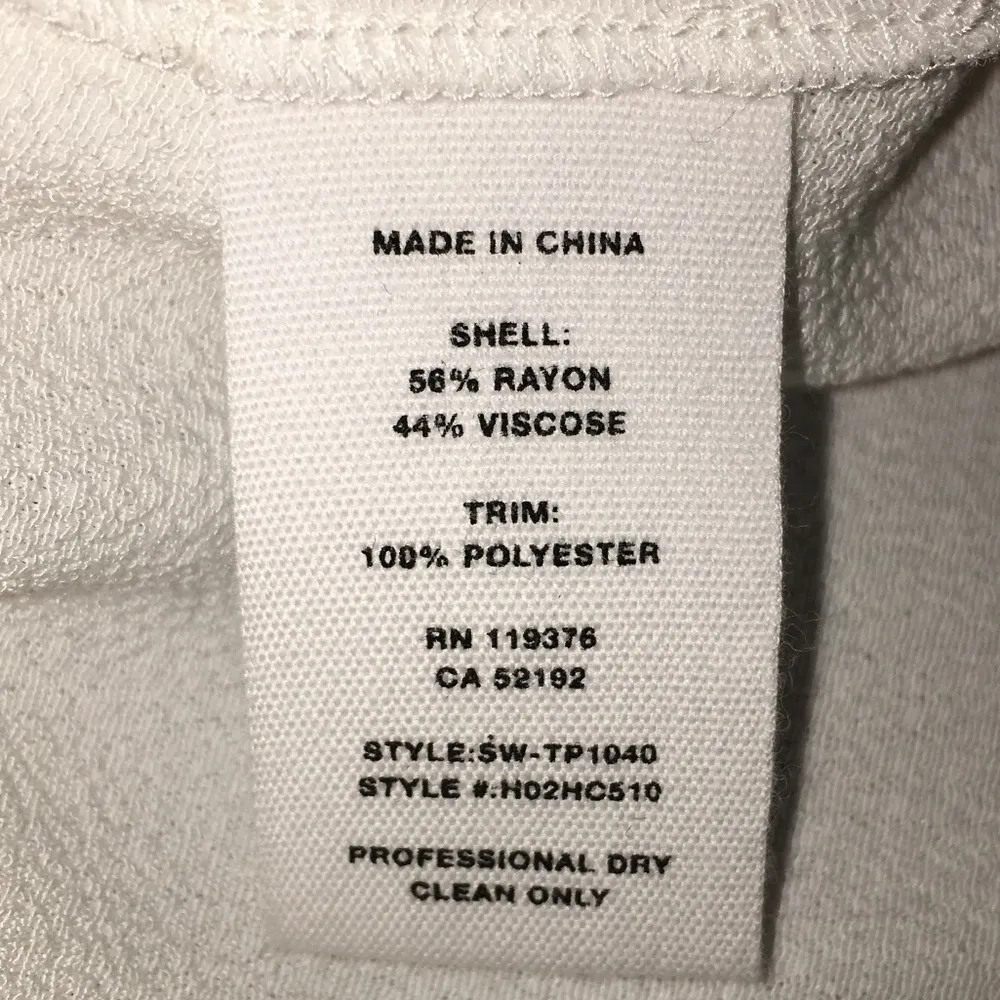 MADE IN CHINA
SHELL:
56% RAYON
44% VISCOSE
TRIM:
100% POLYESTER
RN 119376
CA 52192
STYLE:SW-TP1040
STYLE #:H02HC510
PROFESSIONAL DRY
CLEAN ONLY